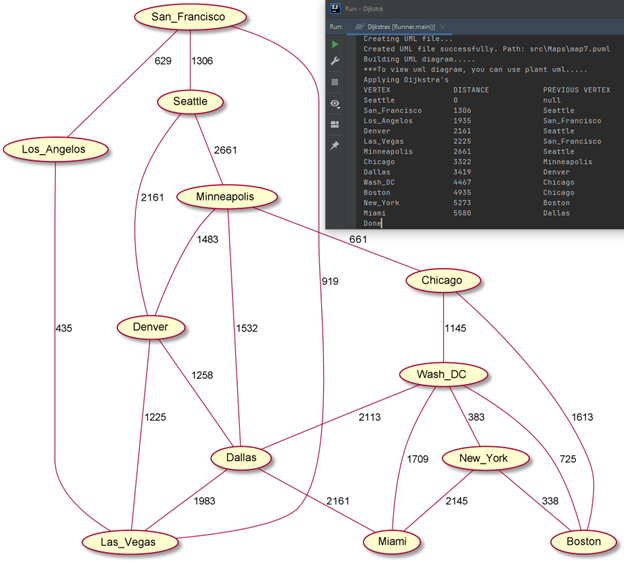 San_Francisco
629
1306
Seattle
Los_Angelos
2661
2161
Minneapolis
1483
661
919
Chicago
435
Denver
1532
1145
1258
Wash_DC
1225
2113
383
1613
Dallas
1709
New_York
725
1983
2161
2145
338
Las_Vegas
Miami
Boston
Run – Dijkstra
Run: Dijkstras [Runner.main()] ×
Creating UML file...
Created UML file successfully. Path: src\Maps\map7.puml
Building UML diagram.....
***To view uml diagram, you can use plant uml.....
Applying Dijkstra's
VERTEX DISTANCE PREVIOUS VERTEX
Seattle 0 null
San_Francisco 1306 Seattle
Los_Angelos 1935 San_Francisco
Denver 2161 Seattle
Las_Vegas 2225 San_Francisco
Minneapolis 2661 Seattle
Chicago 3322 Minneapolis
Dallas 3419 Denver
Wash_DC 4467 Chicago
Boston 4935 Chicago
New_York 5273 Boston
Miami 5580 Dallas
Done